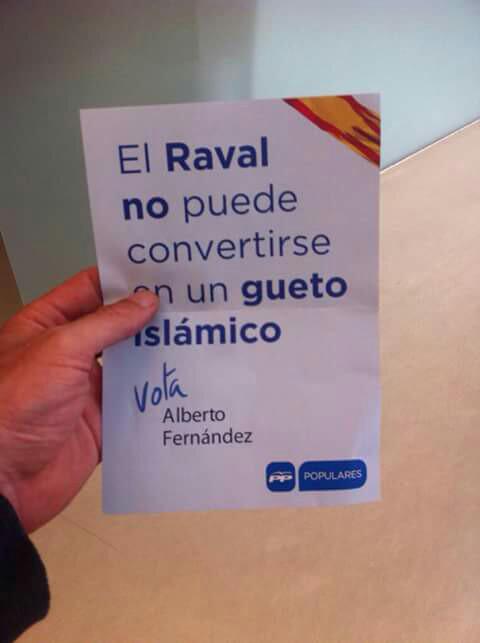 El Raval
no puede
convertirse
en un gueto
islámico
vota
Alberto
Fernández
PP POPULARES